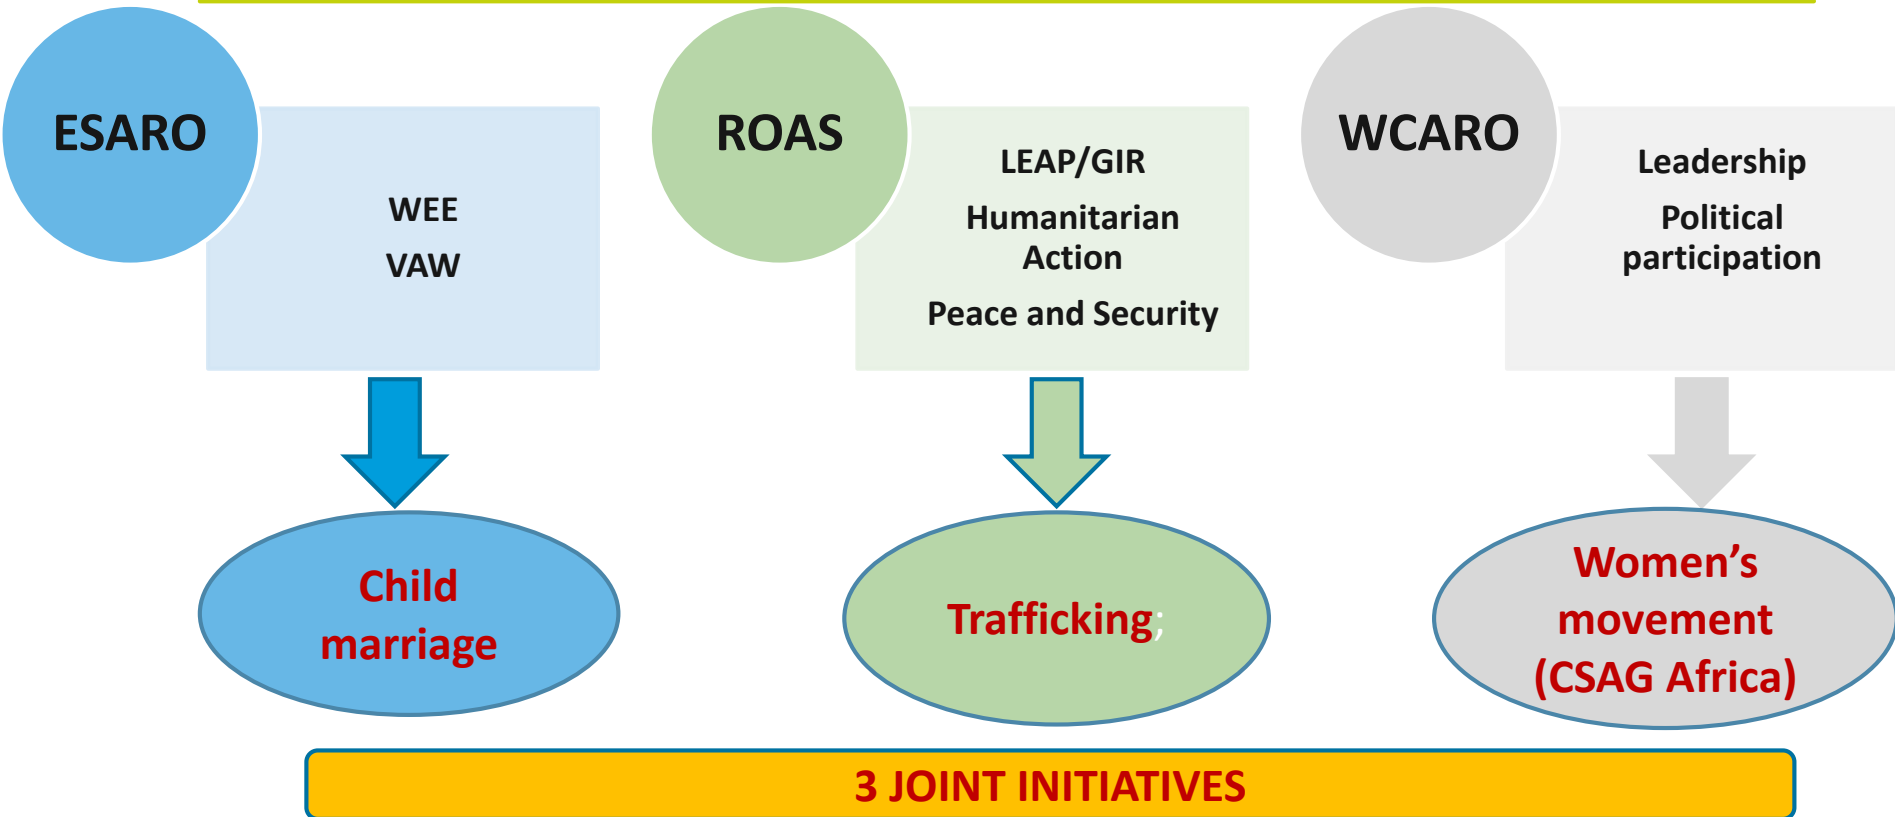 ESARO
WEE
VAW
Child
marriage
ROAS
LEAP/GIR
Humanitarian
Action
Peace and Security
Trafficking;
WCARO
Leadership
Political
participation
Women’s
movement
(CSAG Africa)
3 JOINT INITIATIVES